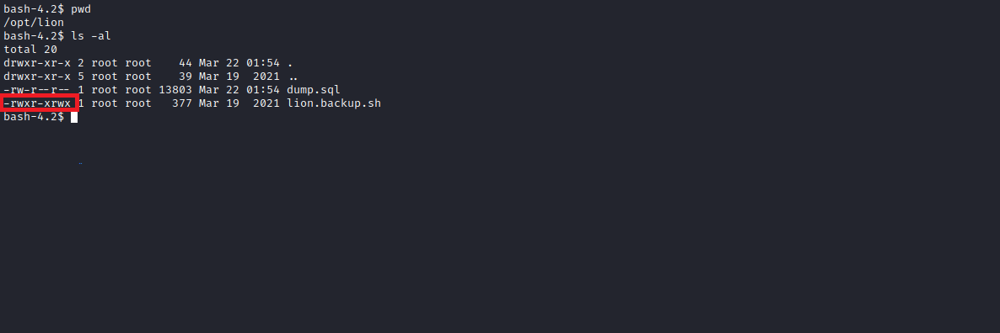 bash-4.2$ pwd
/opt/lion
bash-4.2$ ls -al
total 20
drwxr-xr-x 2 root root    44 Mar 22 01:54 .
drwxr-xr-x 5 root root    39 Mar 19  2021 ..
-rw-r--r-- 1 root root 13803 Mar 22 01:54 dump.sql
-rwxr-xrwx 1 root root   377 Mar 19  2021 lion.backup.sh
bash-4.2$